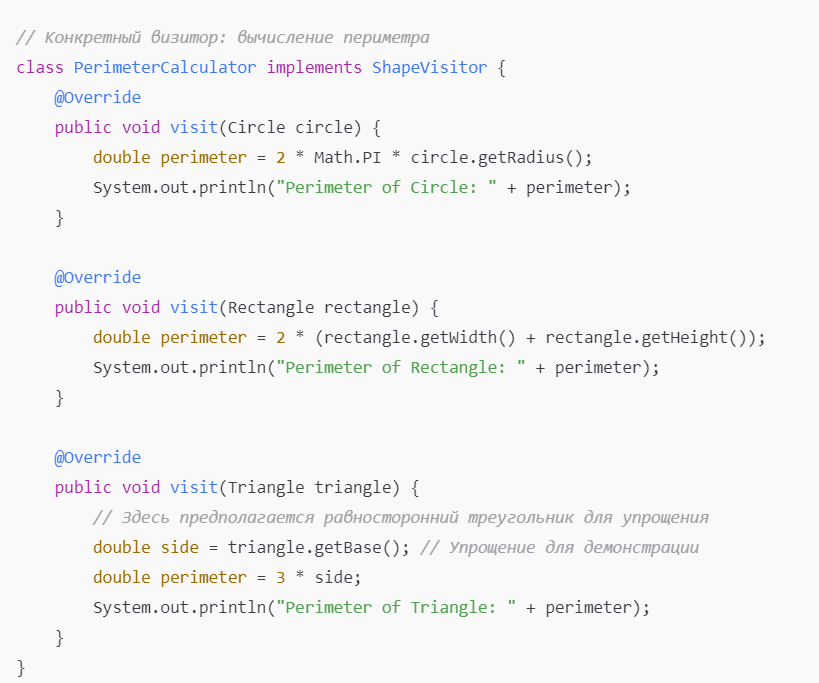 // Конкретный визитор: вычисление периметра
class PerimeterCalculator implements ShapeVisitor {
    @Override
    public void visit(Circle circle) {
        double perimeter = 2 * Math.PI * circle.getRadius();
        System.out.println("Perimeter of Circle: " + perimeter);
    }

    @Override
    public void visit(Rectangle rectangle) {
        double perimeter = 2 * (rectangle.getWidth() + rectangle.getHeight());
        System.out.println("Perimeter of Rectangle: " + perimeter);
    }

    @Override
    public void visit(Triangle triangle) {
        // Здесь предполагается равносторонний треугольник для упрощения
        double side = triangle.getBase(); // Упрощение для демонстрации
        double perimeter = 3 * side;
        System.out.println("Perimeter of Triangle: " + perimeter);
    }
}